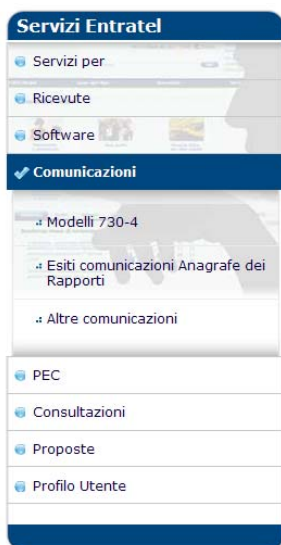 Servizi Entratel
Servizi per
Ricevute
Software
Comunicazioni
Modelli 730-4
Esiti comunicazioni Anagrafe dei
Rapporti
Altre comunicazioni
PEC
Consultazioni
Proposte
Profilo Utente